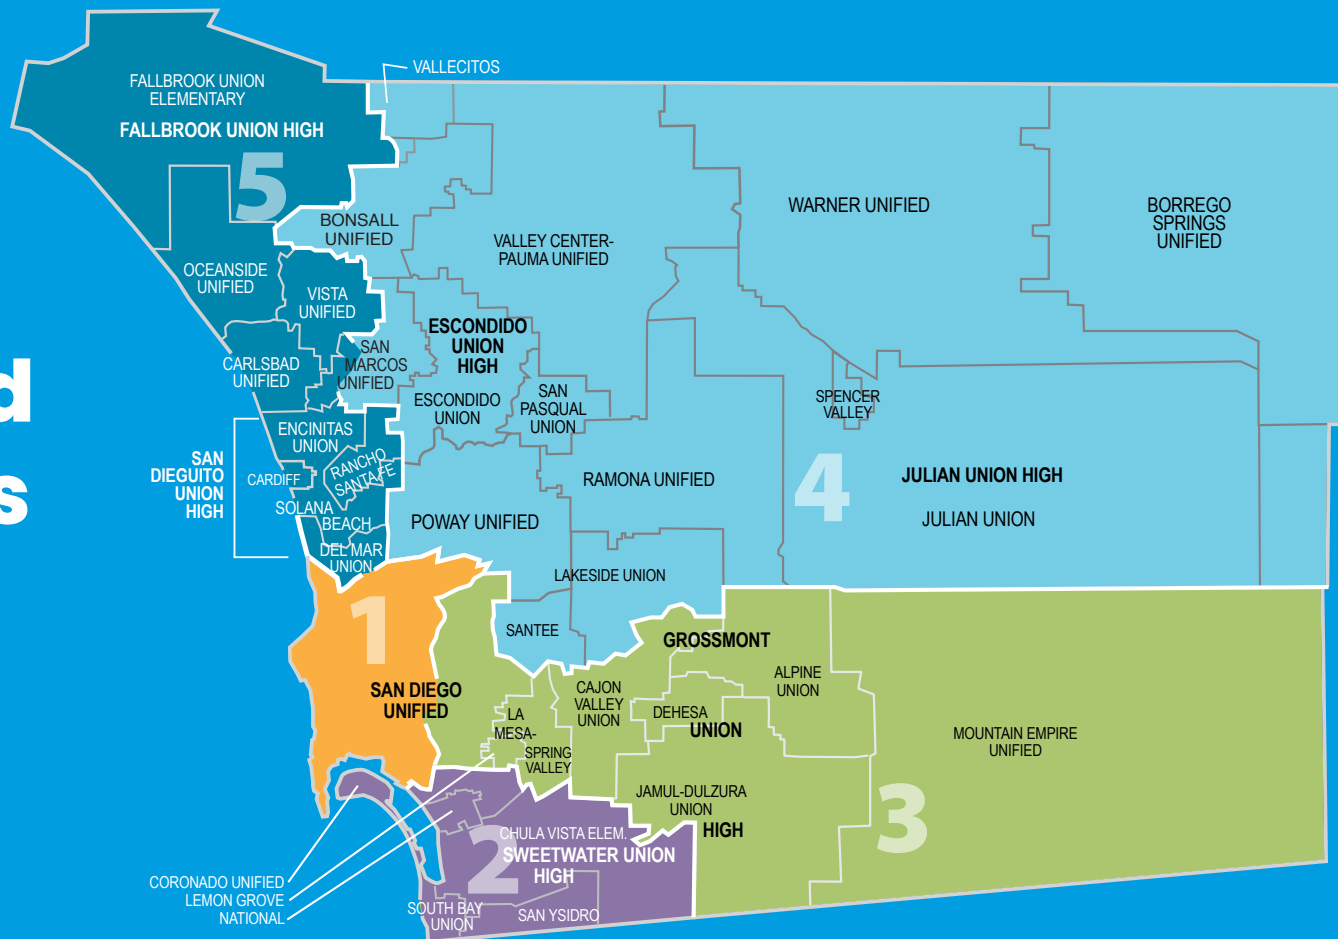 VALLECITOS
FALLBROOK UNION
ELEMENTARY
FALLBROOK UNION HIGH
5
BONSALL
UNIFIED
VALLEY CENTER-
PAUMA UNIFIED
WARNER UNIFIED
BORREGO
SPRINGS
UNIFIED
OCEANSIDE
UNIFIED
VISTA
UNIFIED
ESCONDIDO
UNION
HIGH
SAN
MARCOS
UNIFIED
CARLSBAD
UNIFIED
d
s
ESCONDIDO
UNION
SAN
PASQUAL
UNION
SPENCER
VALLEY
ENCINITAS
UNION
SAN
DIEGUITO
UNION
HIGH
CARDIFF
RANCHO
SANTA FE
SOLANA
BEACH
DEL MAR
UNION
POWAY UNIFIED
RAMONA UNIFIED
4
JULIAN UNION HIGH
JULIAN UNION
LAKESIDE UNION
SANTEE
1
SAN DIEGO
UNIFIED
GROSSMONT
UNION
HIGH
ALPINE
UNION
CAJON
VALLEY
UNION
DEHESA
LA
MESA-
SPRING
VALLEY
JAMUL-DULZURA
UNION
MOUNTAIN EMPIRE
UNIFIED
3
2
CHULA VISTA ELEM.
SWEETWATER UNION
HIGH
SOUTH BAY
UNION
SAN YSIDRO
CORONADO UNIFIED
LEMON GROVE
NATIONAL